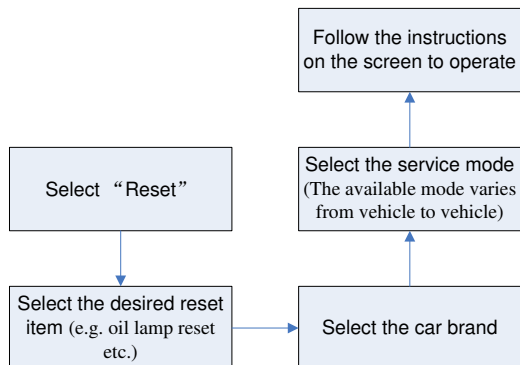 Follow the instructions
on the screen to operate
Select “Reset”
Select the service mode
(The available mode varies
from vehicle to vehicle)
Select the desired reset
item (e.g. oil lamp reset
etc.)
Select the car brand